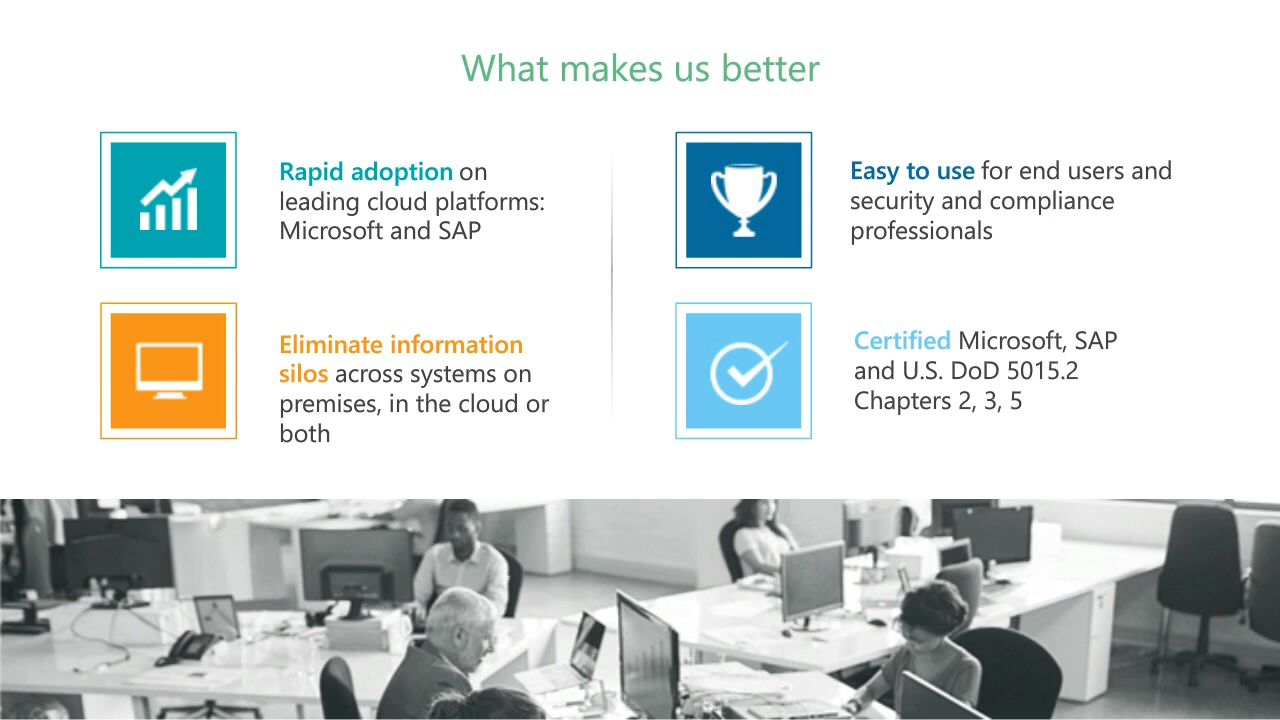 What makes us better
Rapid adoption on
leading cloud platforms:
Microsoft and SAP
Eliminate information
silos across systems on
premises, in the cloud or
both
Easy to use for end users and
security and compliance
professionals
Certified Microsoft, SAP
and U.S. DoD 5015.2
Chapters 2, 3, 5